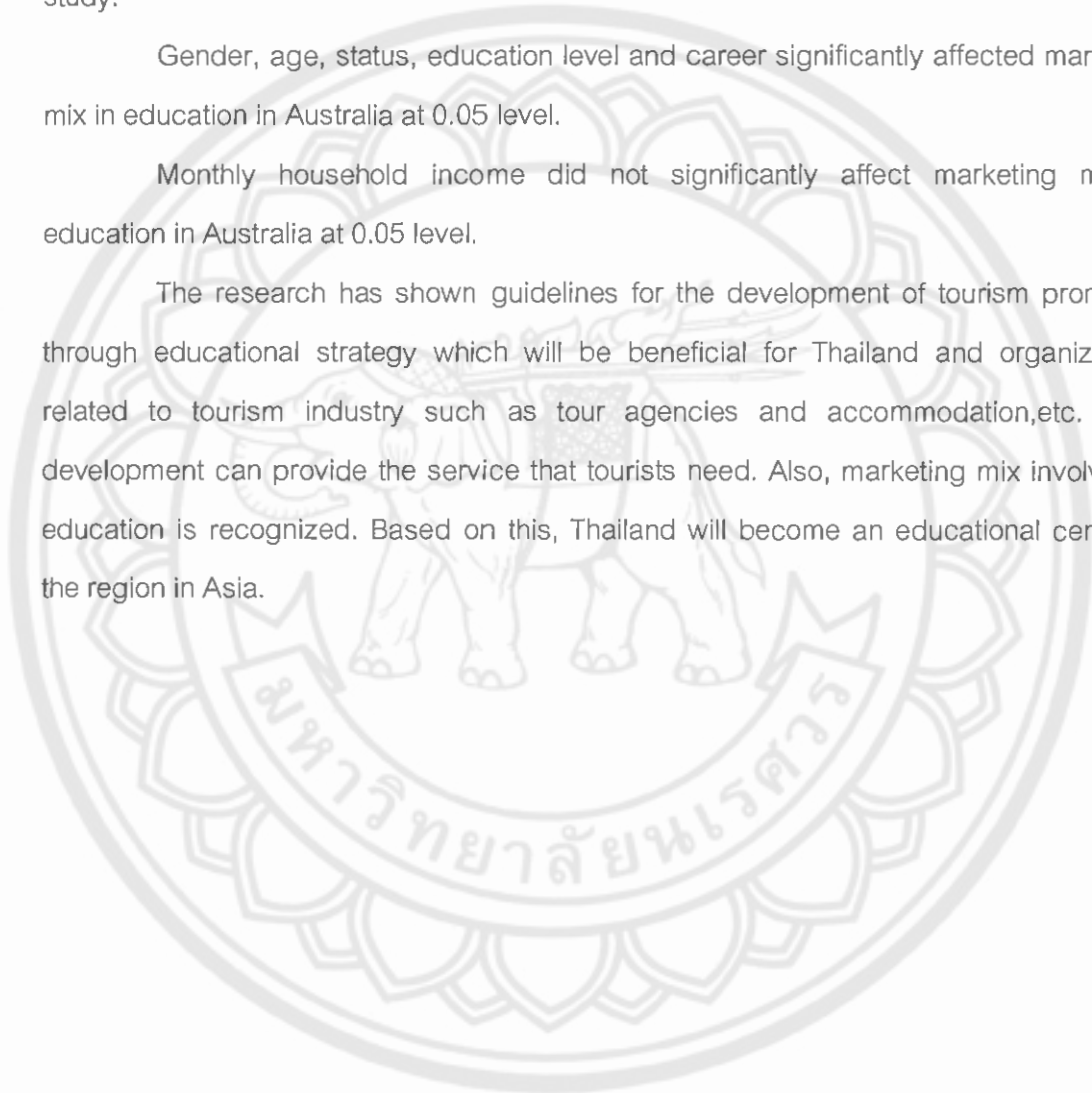 study.
Gender, age, status, education level and career significantly affected mar
mix in education in Australia at 0.05 level.
Monthly household income did not significantly affect marketing m
education in Australia at 0.05 level.
The research has shown guidelines for the development of tourism pro
through educational strategy which will be beneficial for Thailand and organiz
related to tourism industry such as tour agencies and accommodation,etc.
development can provide the service that tourists need. Also, marketing mix invol
education is recognized. Based on this, Thailand will become an educational cer
the region in Asia.
มหาวิทยาลัยนเรศวร